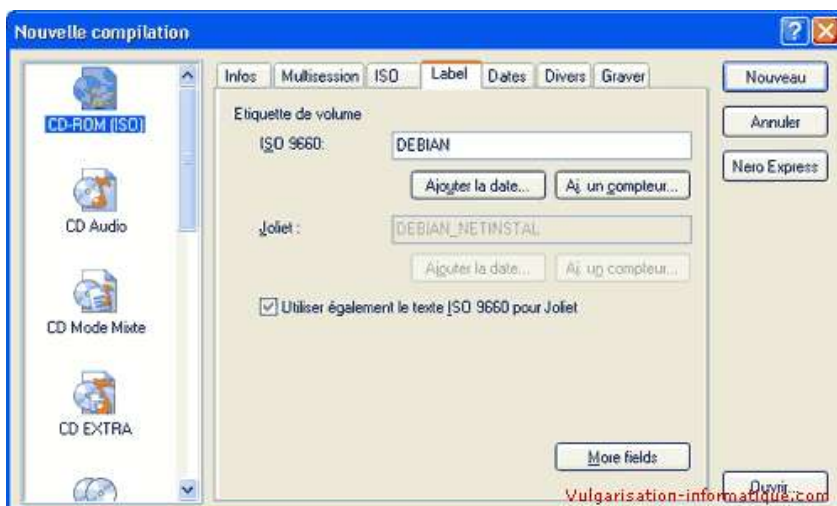 Nouvelle compilation
CD-ROM (ISO)
CD Audio
CD Mode Mixte
CD EXTRA
Infos Multisession ISO Label Dates Divers Graver
Etiquette de volume
ISO 9660: DEBIAN
Ajouter la date... Aj. un compteur...
Joliet : DEBIAN_NETINSTAL
Ajouter la date... Aj. un compteur...
Utiliser également le texte ISO 9660 pour Joliet
More fields
Nouveau
Annuler
Nero Express
Ouvrir...
Vulgarisation-informatique.com